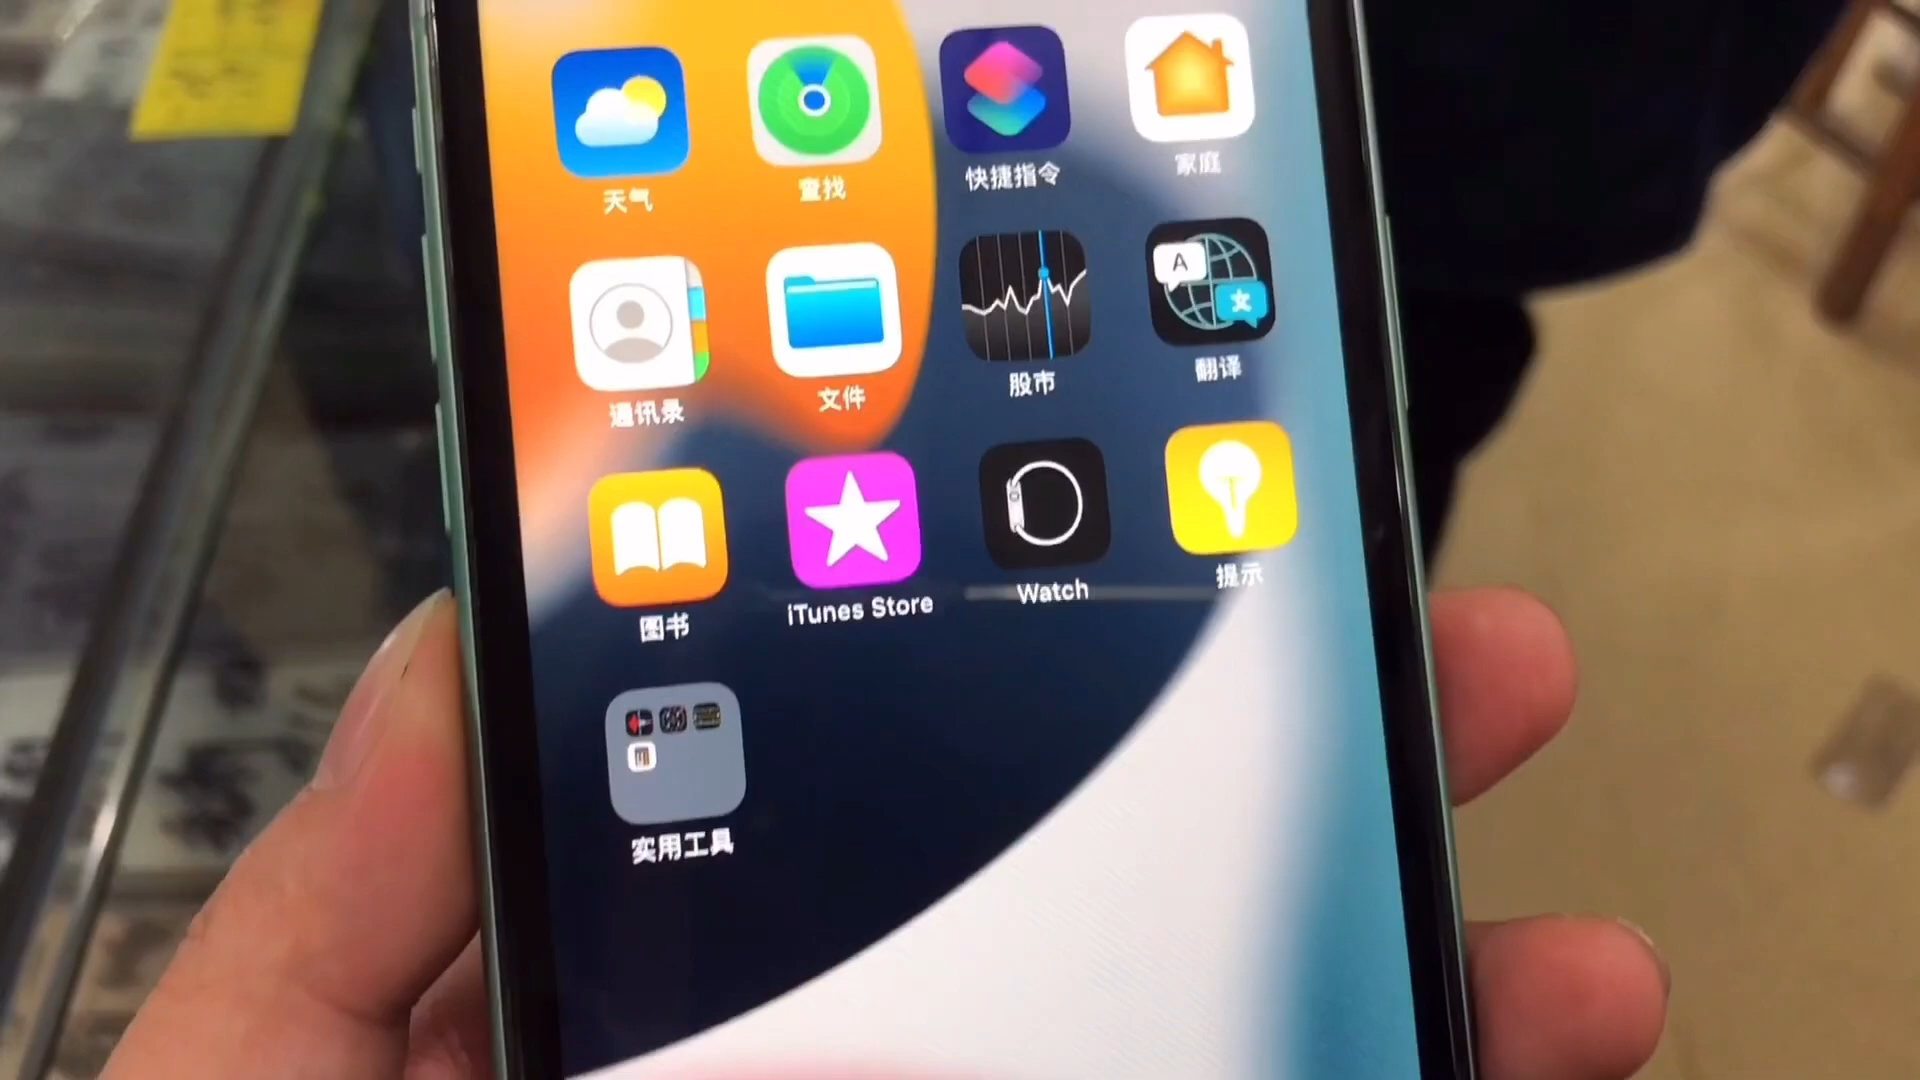 天气
查找
快捷指令
家庭
通讯录
文件
股市
A
文
翻译
图书
iTunes Store
Watch
提示
实用工具